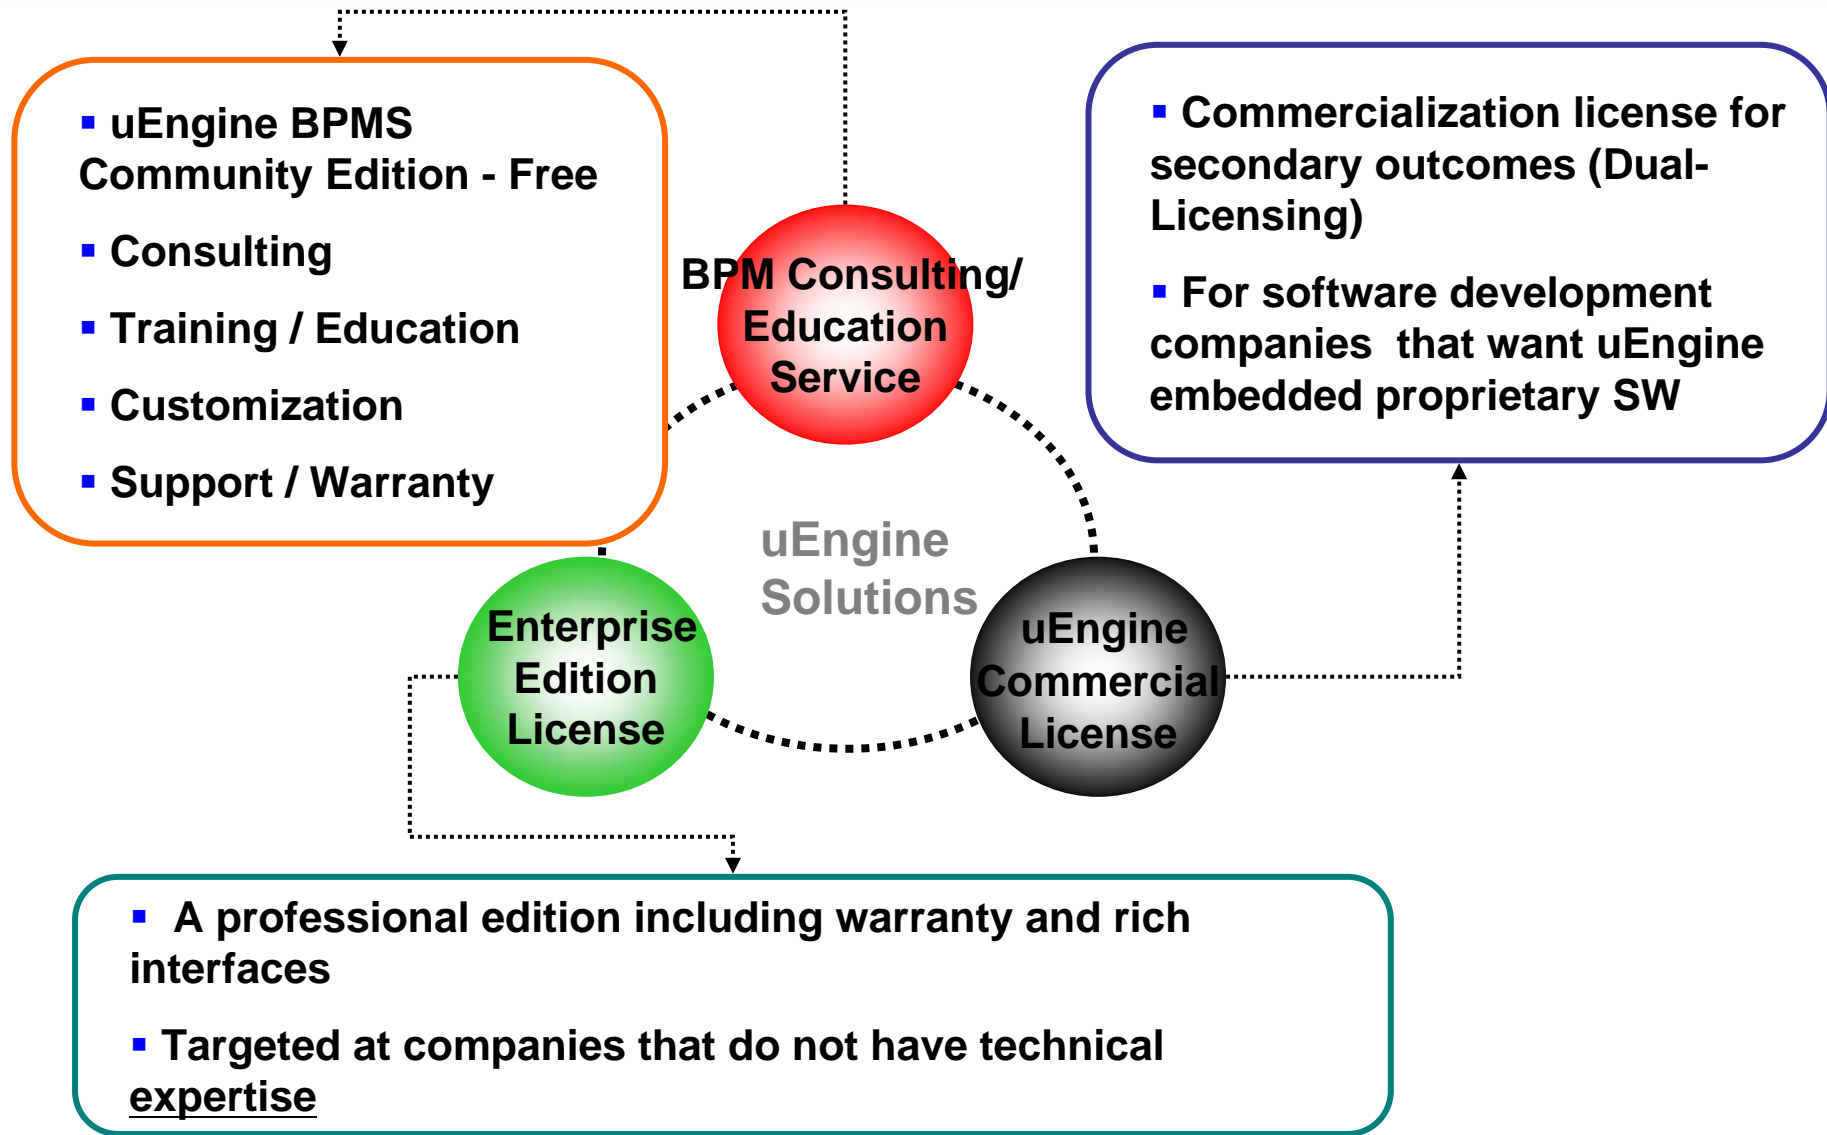 ▪ uEngine BPMS
Community Edition - Free
▪ Consulting
▪ Training / Education
▪ Customization
▪ Support / Warranty
▪ Commercialization license for
secondary outcomes (Dual-
Licensing)
▪ For software development
companies  that want uEngine
embedded proprietary SW
BPM Consulting/
Education
Service
uEngine
Solutions
Enterprise
Edition
License
uEngine
Commercial
License
▪ A professional edition including warranty and rich
interfaces
▪ Targeted at companies that do not have technical
expertise